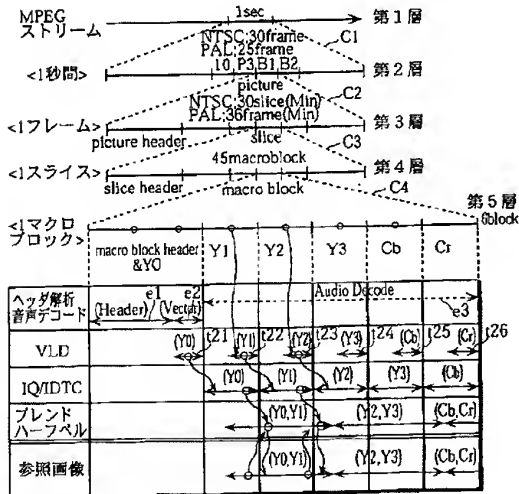 MPEG
ストリーム
1sec
第1層
C1
NTSC;30frame
PAL;25frame
<1秒間>
10, P3, B1, B2,
第2層
picture
C2
NTSC;30slice(Min)
PAL;36frame(Min)
<1フレーム>
第3層
picture header
slice
C3
45macroblock
<1スライス>
第4層
slice header
macro block
C4
第5層
6block
<1マクロ
ブロック>
macro block header
&Y0
Y1
Y2
Y3
Cb
Cr
ヘッダ解析
音声デコード
e1
e2
(Header)/(Vector)
Audio Decode
e3
VLD
(Y0)
t21
(Y1)
t22
(Y2)
t23
(Y3)
t24
(Cb)
t25
(Cr)
t26
IQ/IDTC
(Y0)
(Y1)
(Y2)
(Y3)
(Cb)
ブレンド
ハーフペル
(Y0,Y1)
(Y2,Y3)
(Cb,Cr)
参照画像
(Y0,Y1)
(Y2,Y3)
(Cb,Cr)